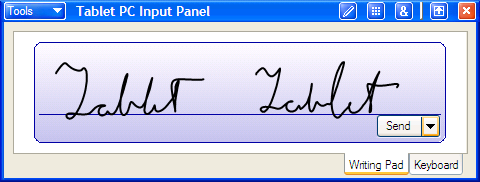 Tools Tablet PC Input Panel
Tablet Tablet
Send
Writing Pad Keyboard